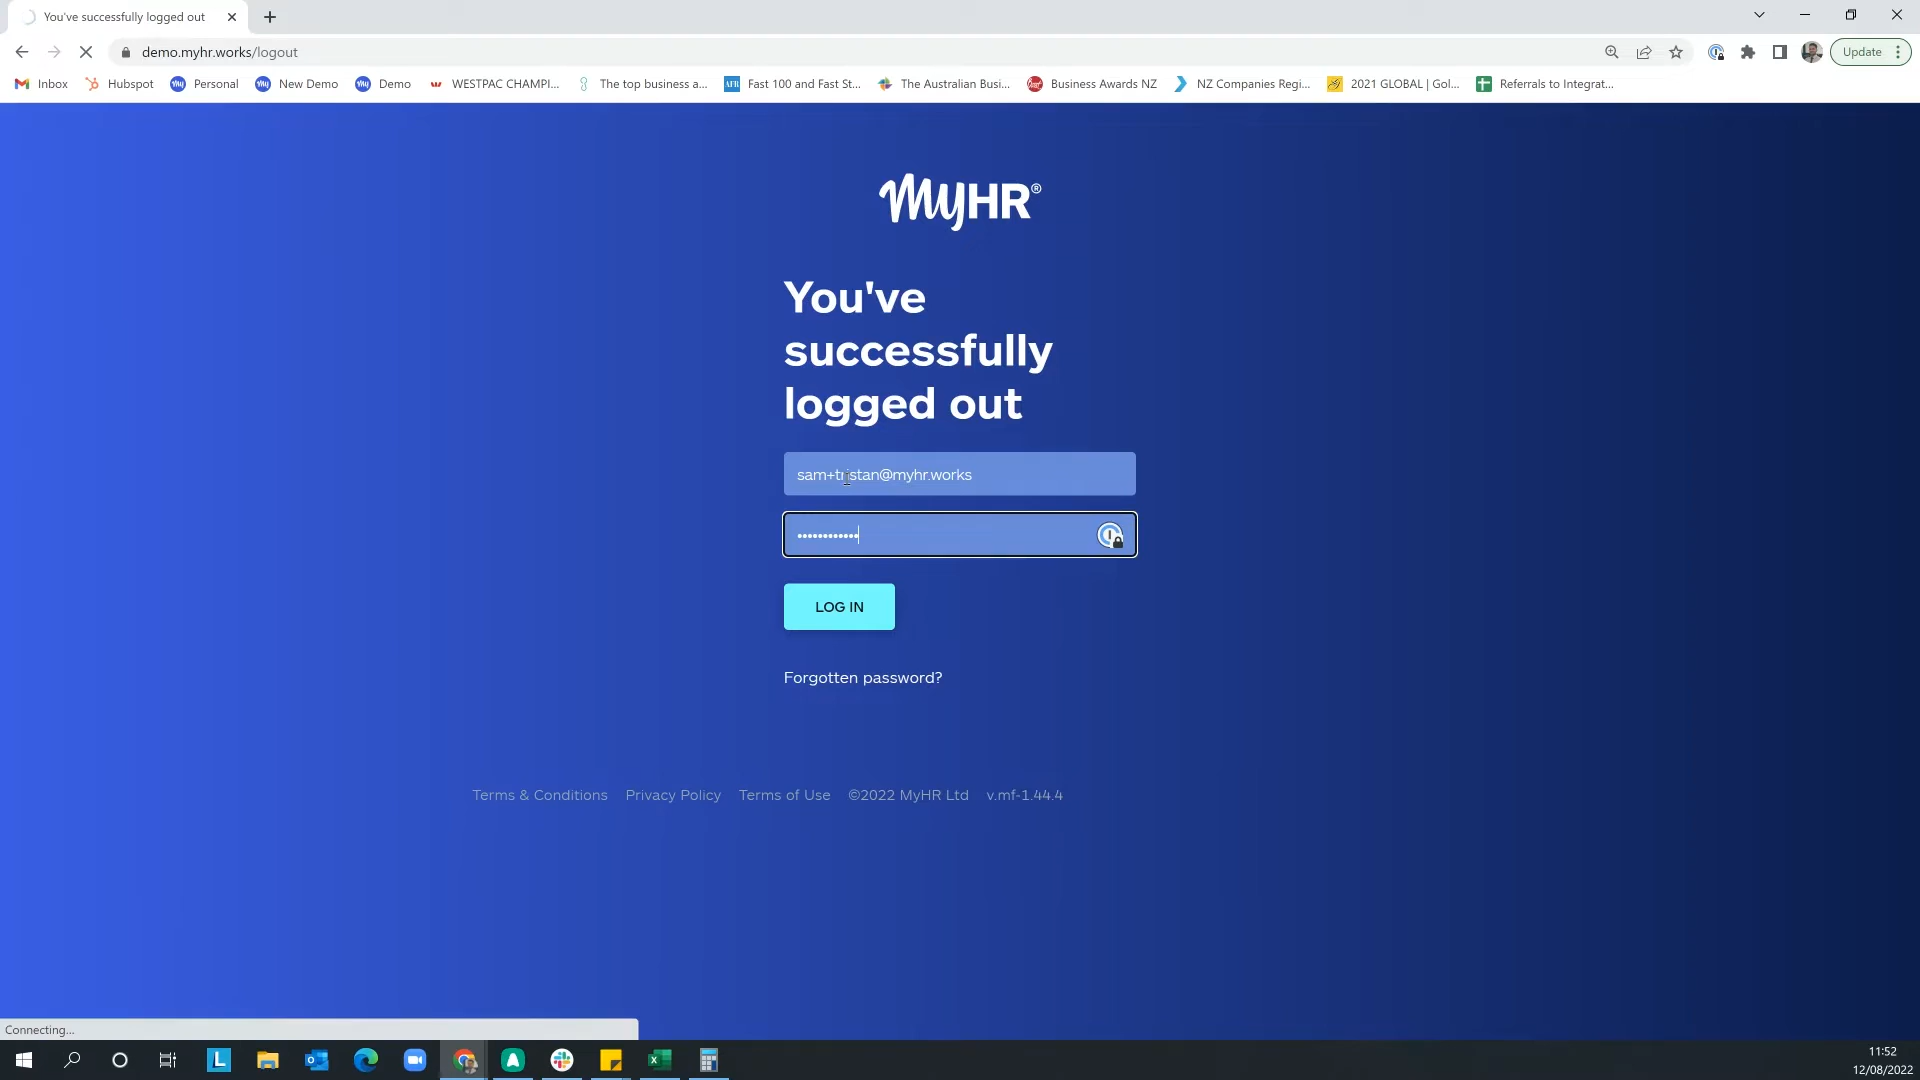 You've successfully logged out
demo.myhr.works/logout
Update
Inbox
Hubspot
Personal
New Demo
Demo
WESTPAC CHAMPI...
The top business a...
Fast 100 and Fast St...
The Australian Busi...
Business Awards NZ
NZ Companies Regi...
2021 GLOBAL | Gol...
Referrals to Integrat...
MyHR®
You've
successfully
logged out
sam+tristan@myhr.works
••••••••••••
LOG IN
Forgotten password?
Terms & Conditions Privacy Policy Terms of Use ©2022 MyHR Ltd v.mf-1.44.4
Connecting...
11:52
12/08/2022